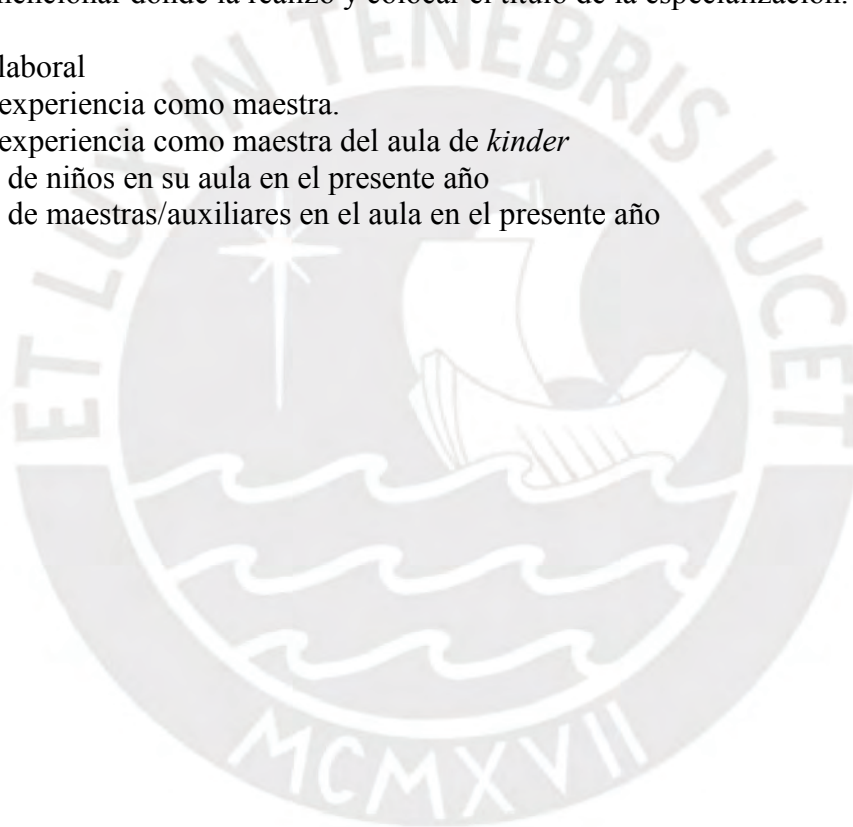 mencionar dónde la realizó y colocar el título de la especialización.
laboral
experiencia como maestra.
experiencia como maestra del aula de kinder
de niños en su aula en el presente año
de maestras/auxiliares en el aula en el presente año
ET LUX IN TENEBRIS LUCET
MCMXVII